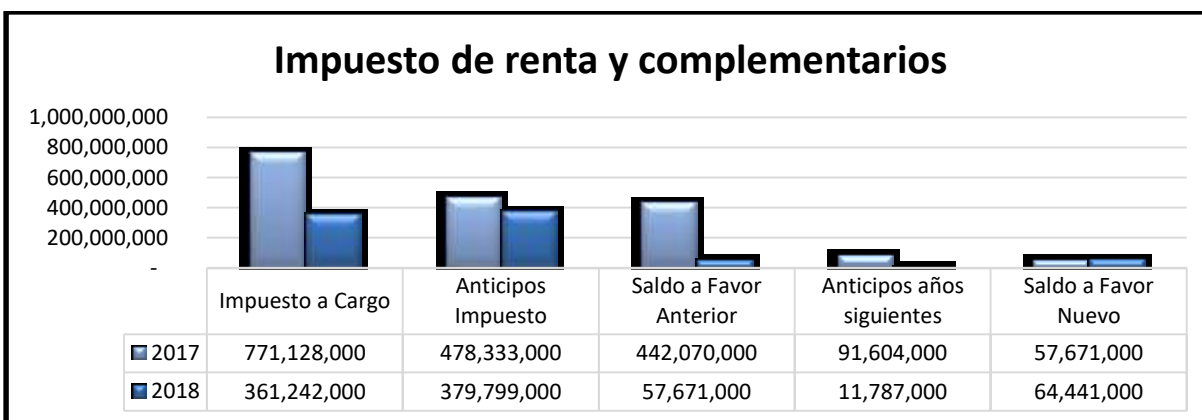 Impuesto de renta y complementarios
1,000,000,000
800,000,000
600,000,000
400,000,000
200,000,000
-
Impuesto a Cargo
Anticipos
Impuesto
Saldo a Favor
Anterior
Anticipos años
siguientes
Saldo a Favor
Nuevo
2017 771,128,000 478,333,000 442,070,000 91,604,000 57,671,000
2018 361,242,000 379,799,000 57,671,000 11,787,000 64,441,000